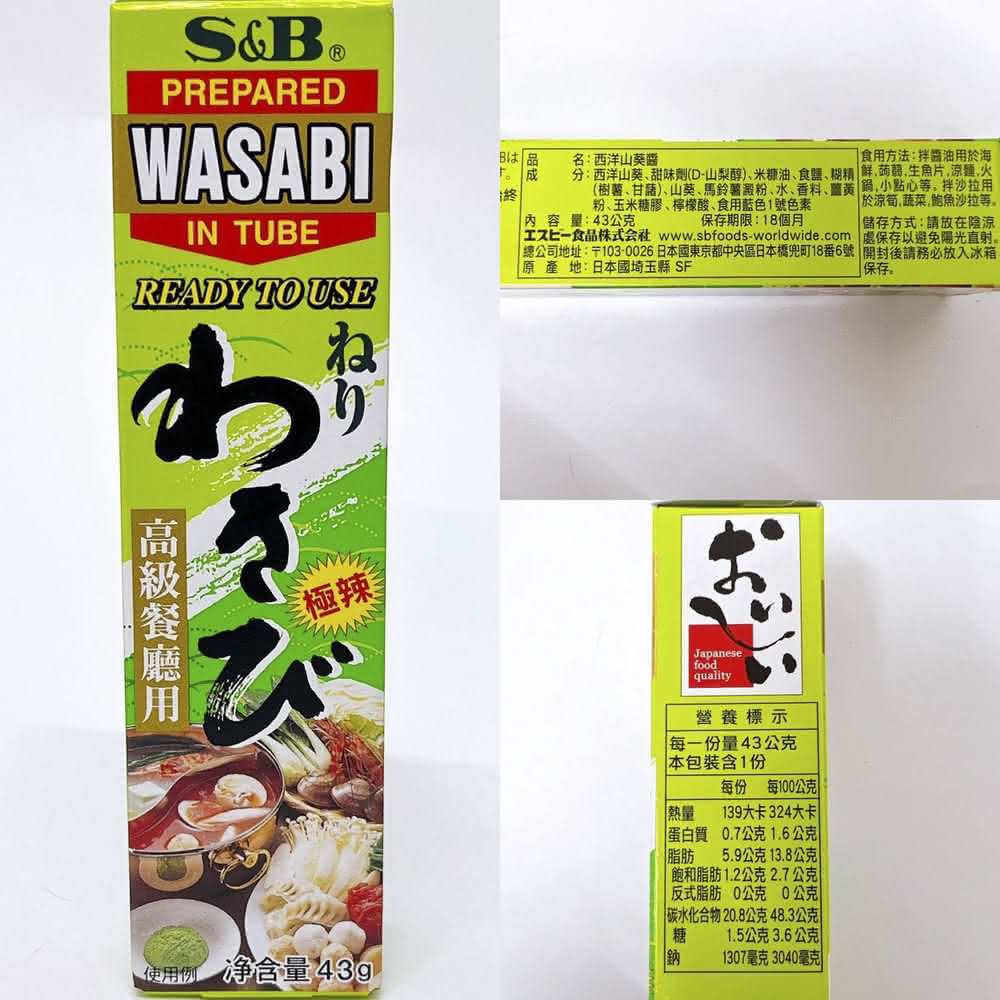 S&B®
PREPARED
WASABI
IN TUBE
READY TO USE
ねり
わさび
極辣
高級餐廳用
使用例
净含量 43g
品 名:西洋山葵醬
成 分:西洋山葵、甜味劑(D-山梨醇)、米糠油、食鹽、糊精
(樹薯、甘藷)、山葵、馬鈴薯澱粉、水、香料、薑黃
粉、玉米糖膠、檸檬酸、食用藍色1號色素
內 容 量:43公克 保存期限:18個月
エスビー食品株式会社 www.sbfoods-worldwide.com
總公司地址:〒103-0026 日本國東京都中央區日本橋兜町18番6號
原 產 地:日本國埼玉縣 SF
食用方法:拌醬油用於海
鮮,蒟蒻,生魚片,涼麵,火
鍋,小點心等。拌沙拉用
於涼筍,蔬菜,鮑魚沙拉等。
儲存方式:請放在陰涼
處保存以避免陽光直射。
開封後請務必放入冰箱
保存。
おいしい
Japanese
food
quality
營養標示
每一份量43公克
本包裝含1份
每份 每100公克
熱量 139大卡 324大卡
蛋白質 0.7公克 1.6公克
脂肪 5.9公克 13.8公克
飽和脂肪 1.2公克 2.7公克
反式脂肪 0公克 0公克
碳水化合物 20.8公克 48.3公克
糖 1.5公克 3.6公克
鈉 1307毫克 3040毫克